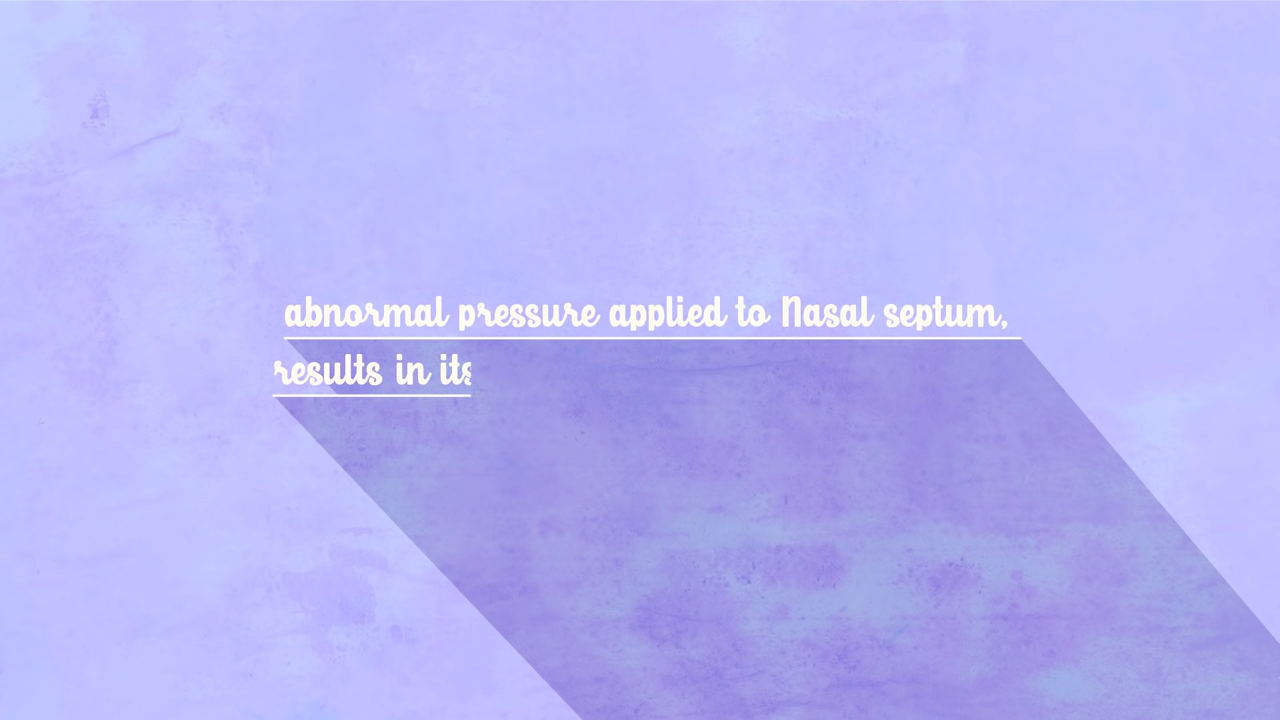 abnormal pressure applied to Nasal septum,
results in its